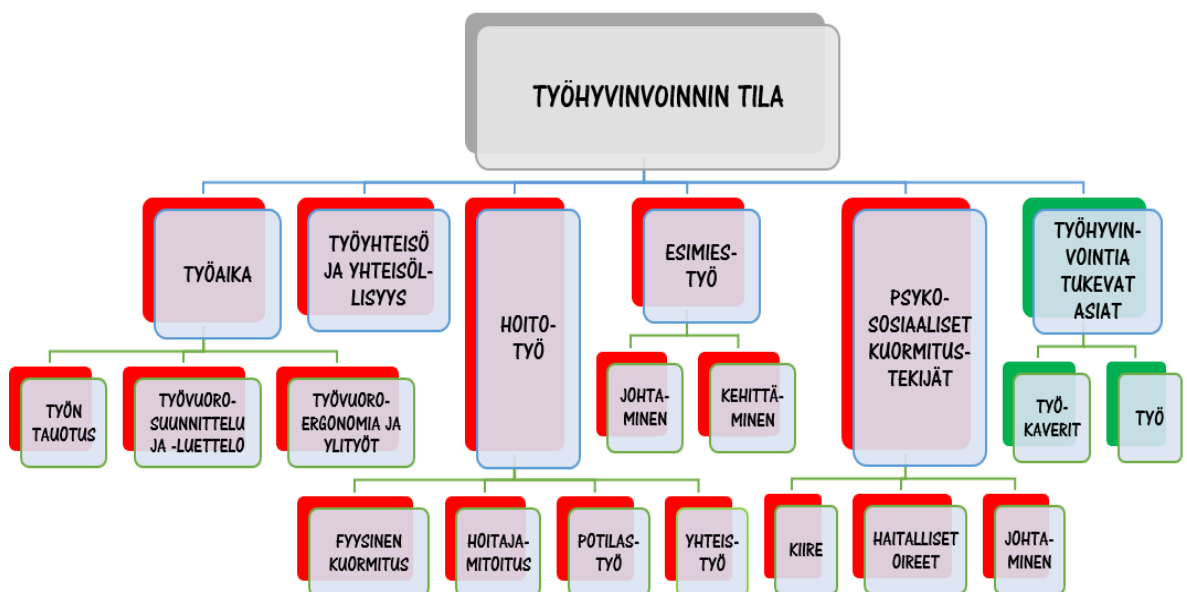 TYÖHYVINVOINNIN TILA
TYÖAIKA
TYÖYHTEISÖ
JA YHTEISÖL-
LISYYS
HOITO-
TYÖ
ESIMIES-
TYÖ
PSYKO-
SOSIAALISET
KUORMITUS-
TEKIJÄT
TYÖHYVIN-
VOINTIA
TUKEVAT
ASIAT
TYÖN
TAUOTUS
TYÖVUORO-
SUUNNITTELU
JA -LUETTELO
TYÖVUORO-
ERGONOMIA JA
YLITYÖT
JOHTA-
MINEN
KEHITTÄ-
MINEN
TYÖ-
KAVERIT
TYÖ
FYYSINEN
KUORMITUS
HOITAJA-
MITOITUS
POTILAS-
TYÖ
YHTEIS-
TYÖ
KIIRE
HAITALLISET
OIREET
JOHTA-
MINEN